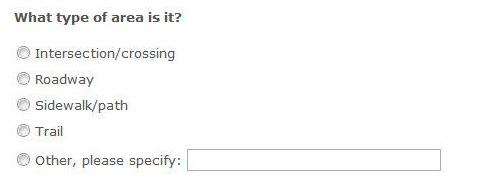 What type of area is it?
Intersection/crossing
Roadway
Sidewalk/path
Trail
Other, please specify: